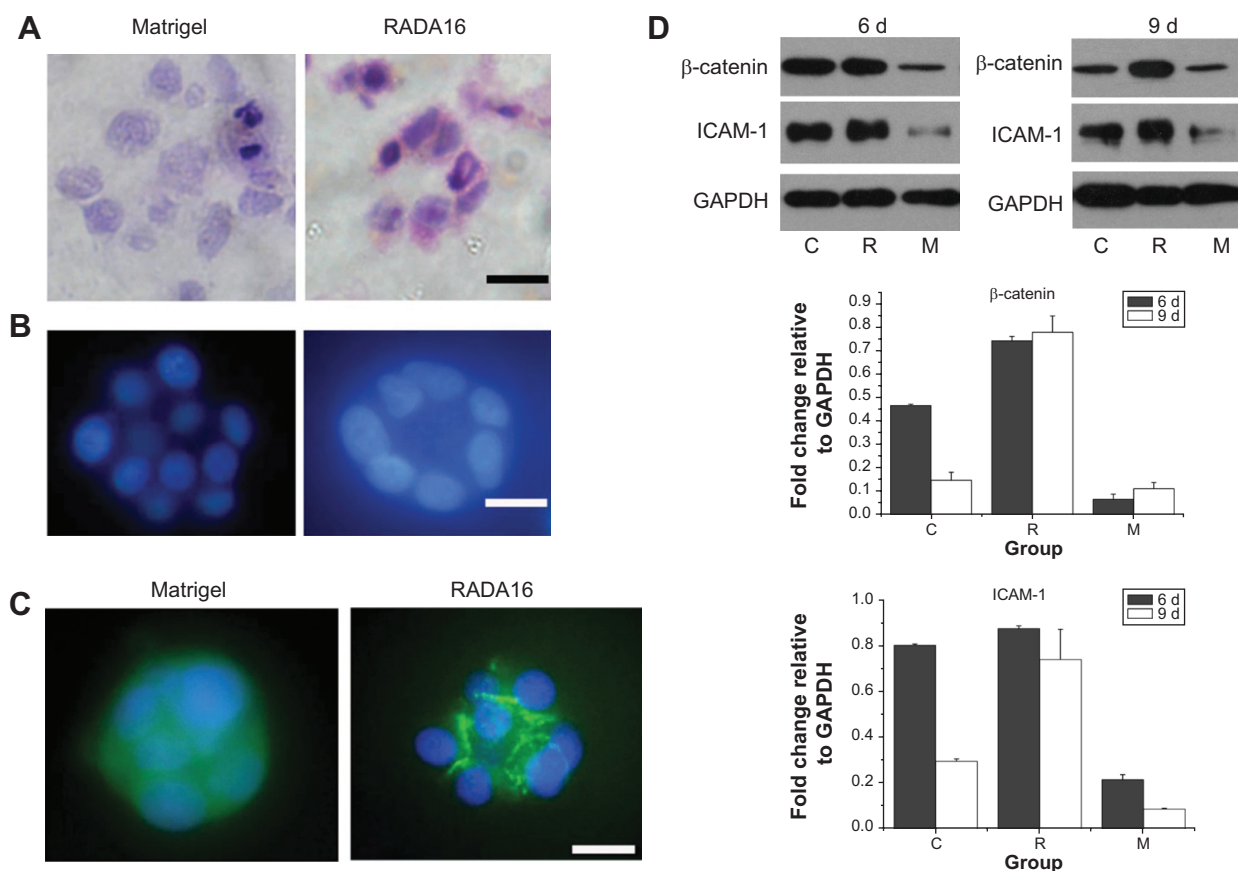 A
Matrigel
RADA16
B
C
Matrigel
RADA16
D
6 d
9 d
β-catenin
ICAM-1
GAPDH
C R M
β-catenin
ICAM-1
GAPDH
C R M
β-catenin
6 d
9 d
Fold change relative
to GAPDH
0.9
0.8
0.7
0.6
0.5
0.4
0.3
0.2
0.1
0.0
C R M
Group
ICAM-1
6 d
9 d
Fold change relative
to GAPDH
1.0
0.8
0.6
0.4
0.2
0.0
C R M
Group